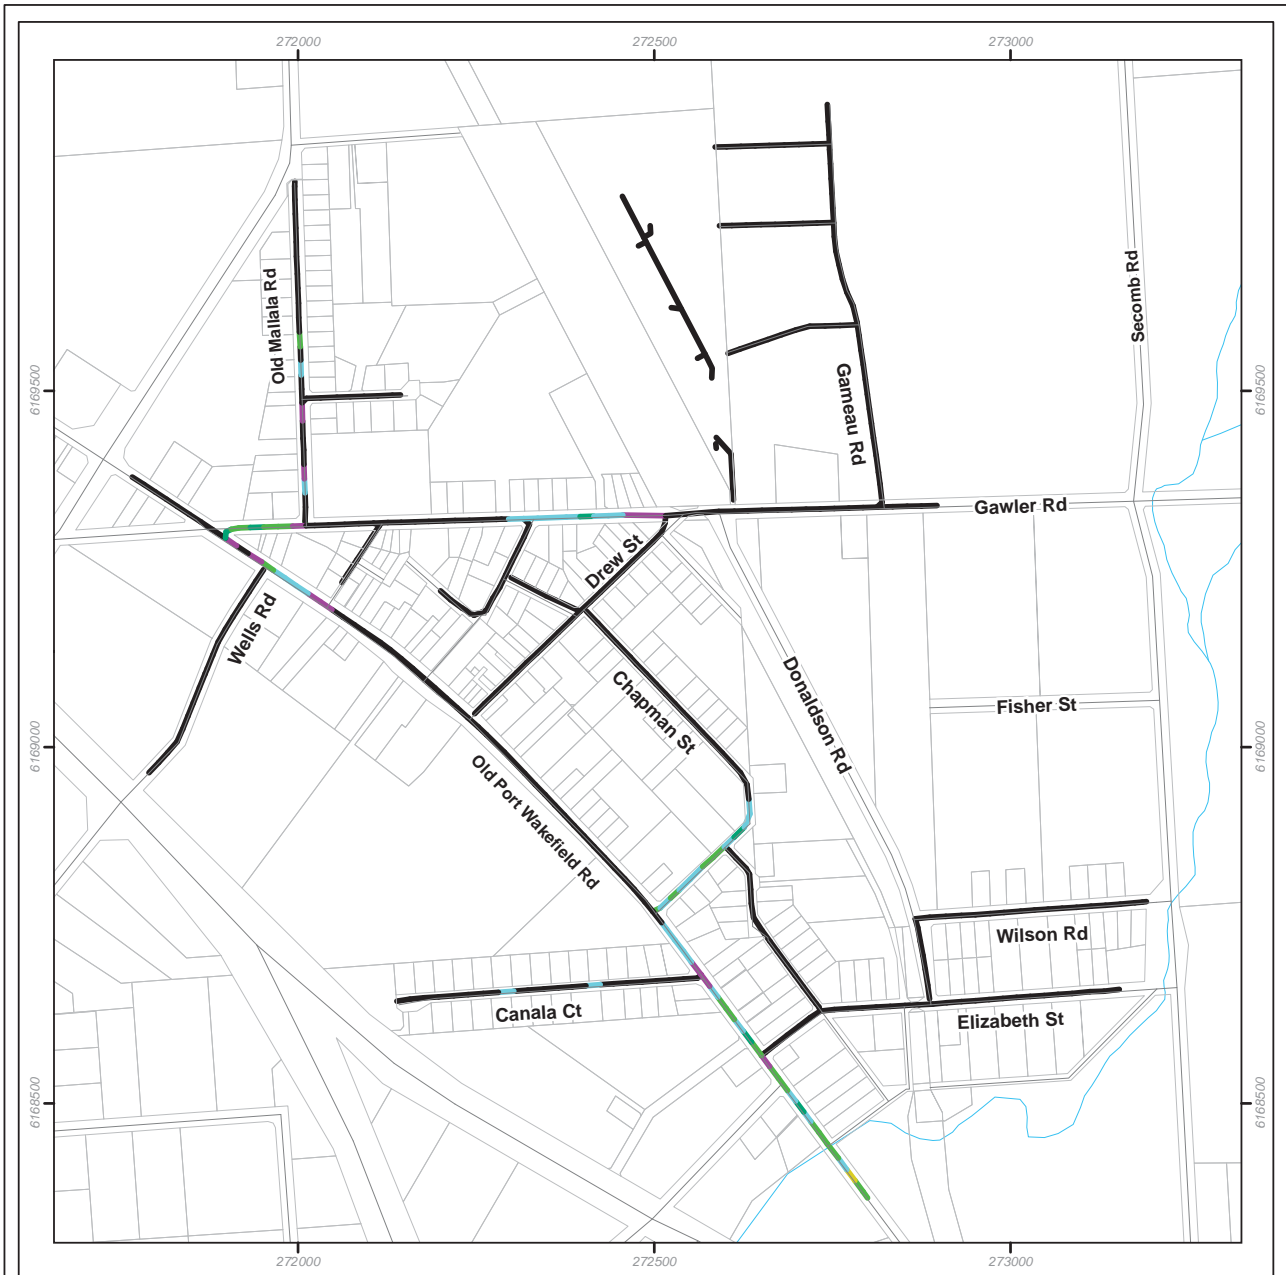 272000 272500 273000
Old Mallala Rd
Secomb Rd
6169500
6169500
Gameau Rd
Gawler Rd
Drew St
Wells Rd
Chapman St
Donaldson Rd
Fisher St
6169000
6169000
Old Port Wakefield Rd
Wilson Rd
Canala Ct
Elizabeth St
6168500
6168500
272000 272500 273000